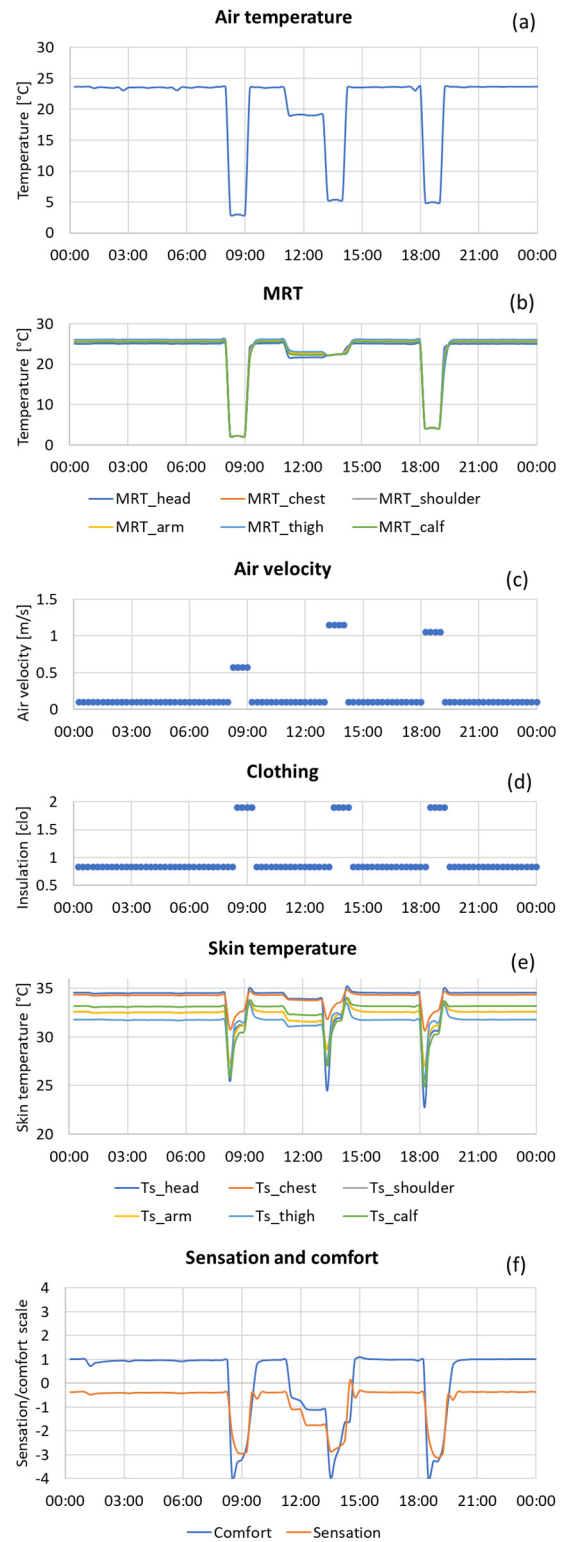 Air temperature
(a)
Temperature [°C]
30
25
20
15
10
5
0
00:00 03:00 06:00 09:00 12:00 15:00 18:00 21:00 00:00
MRT
(b)
Temperature [°C]
30
20
10
0
00:00 03:00 06:00 09:00 12:00 15:00 18:00 21:00 00:00
MRT_head MRT_chest MRT_shoulder
MRT_arm MRT_thigh MRT_calf
Air velocity
(c)
Air velocity [m/s]
1.5
1
0.5
0
00:00 03:00 06:00 09:00 12:00 15:00 18:00 21:00 00:00
Clothing
(d)
Insulation [clo]
2
1.5
1
0.5
00:00 03:00 06:00 09:00 12:00 15:00 18:00 21:00 00:00
Skin temperature
(e)
Skin temperature [°C]
35
30
25
20
00:00 03:00 06:00 09:00 12:00 15:00 18:00 21:00 00:00
Ts_head Ts_chest Ts_shoulder
Ts_arm Ts_thigh Ts_calf
Sensation and comfort
(f)
Sensation/comfort scale
4
3
2
1
0
-1
-2
-3
-4
00:00 03:00 06:00 09:00 12:00 15:00 18:00 21:00 00:00
Comfort Sensation